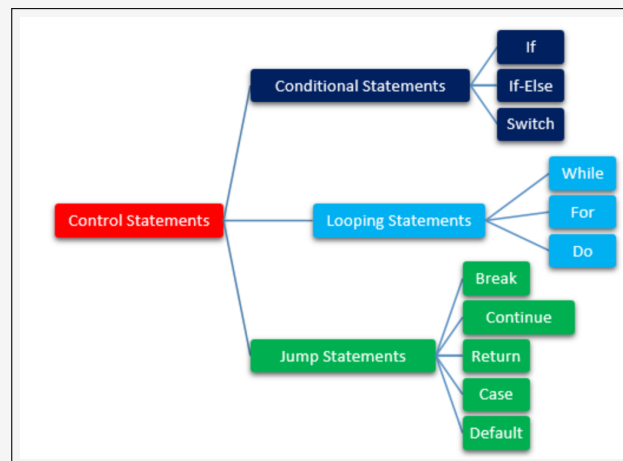 Control Statements
Conditional Statements
If
If-Else
Switch
Looping Statements
While
For
Do
Jump Statements
Break
Continue
Return
Case
Default